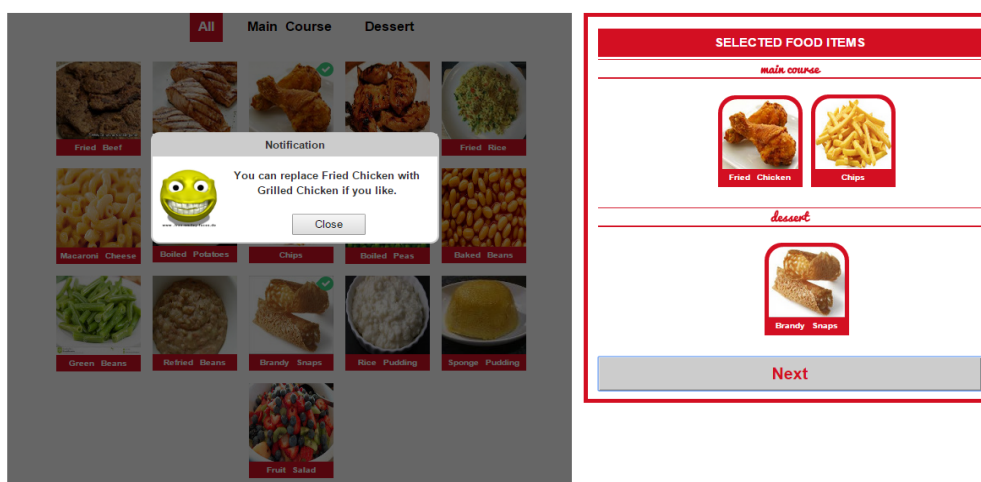 All Main Course Dessert
Fried Beef
Fried Rice
Notification
You can replace Fried Chicken with
Grilled Chicken if you like.
Close
Macaroni Cheese Boiled Potatoes Chips Boiled Peas Baked Beans
Green Beans Refried Beans Brandy Snaps Rice Pudding Sponge Pudding
Fruit Salad
SELECTED FOOD ITEMS
main course
Fried Chicken Chips
dessert
Brandy Snaps
Next